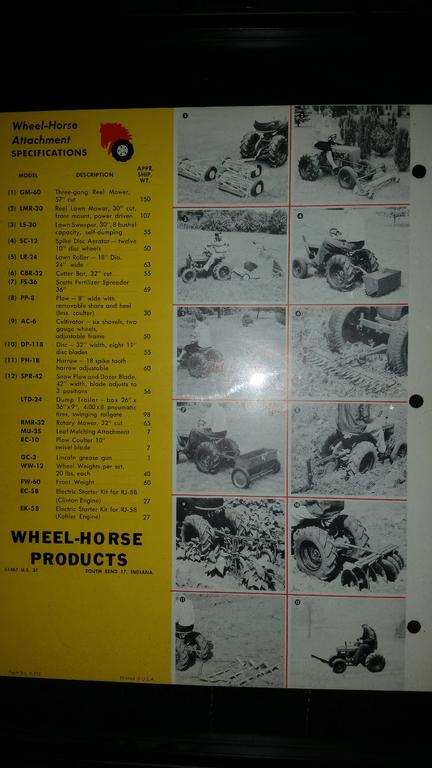 Wheel-Horse
Attachment
SPECIFICATIONS
MODEL DESCRIPTION APPR. SHIP. WT.
(1) GM-60 Three-gang Reel Mower,
57" cut 150
(2) LMR-30 Reel Lawn Mower, 30" cut,
front mount, power driven 107
(3) LS-30 Lawn Sweeper, 30", 8 bushel
capacity, self-dumping 55
(4) SC-12 Spike Disc Aerator — twelve
10" disc wheels 50
(5) LR-24 Lawn Roller — 18" Dia.
24" wide 63
(6) CBR-32 Cutter Bar, 32" cut 55
(7) FS-36 Scotts Fertilizer Spreader
36" 69
(8) PP-8 Plow — 8" wide with
removable share and heel
(less coulter) 30
(9) AC-6 Cultivator — six shovels, two
gauge wheels,
adjustable frame 50
(10) DP-118 Disc — 32" width, eight 11"
disc blades 55
(11) PH-18 Harrow — 18 spike tooth
harrow adjustable 60
(12) SPR-42 Snow Plow and Dozer Blade,
42" width, blade adjusts to
3 positions 56
LTD-24 Dump Trailer — box 26" x
36" x 9", 4:00 x 8 pneumatic
tires, swinging tailgate 98
RMR-32 Rotary Mower, 32" cut 65
MU-35 Leaf Mulching Attachment 7
RC-10 Plow Coulter 10"
swivel blade 7
GC-3 Lincoln grease gun 1
WW-12 Wheel Weights per set,
20 lbs. each 40
FW-60 Front Weight 60
EC-58 Electric Starter Kit for RJ-58
(Clinton Engine) 27
EK-58 Electric Starter Kit for RJ-58
(Kohler Engine) 27
WHEEL-HORSE
PRODUCTS
51467 U.S. 31 SOUTH BEND 17, INDIANA
Printed in U.S.A.
1
2
3
4
6
7
8
10
11
12